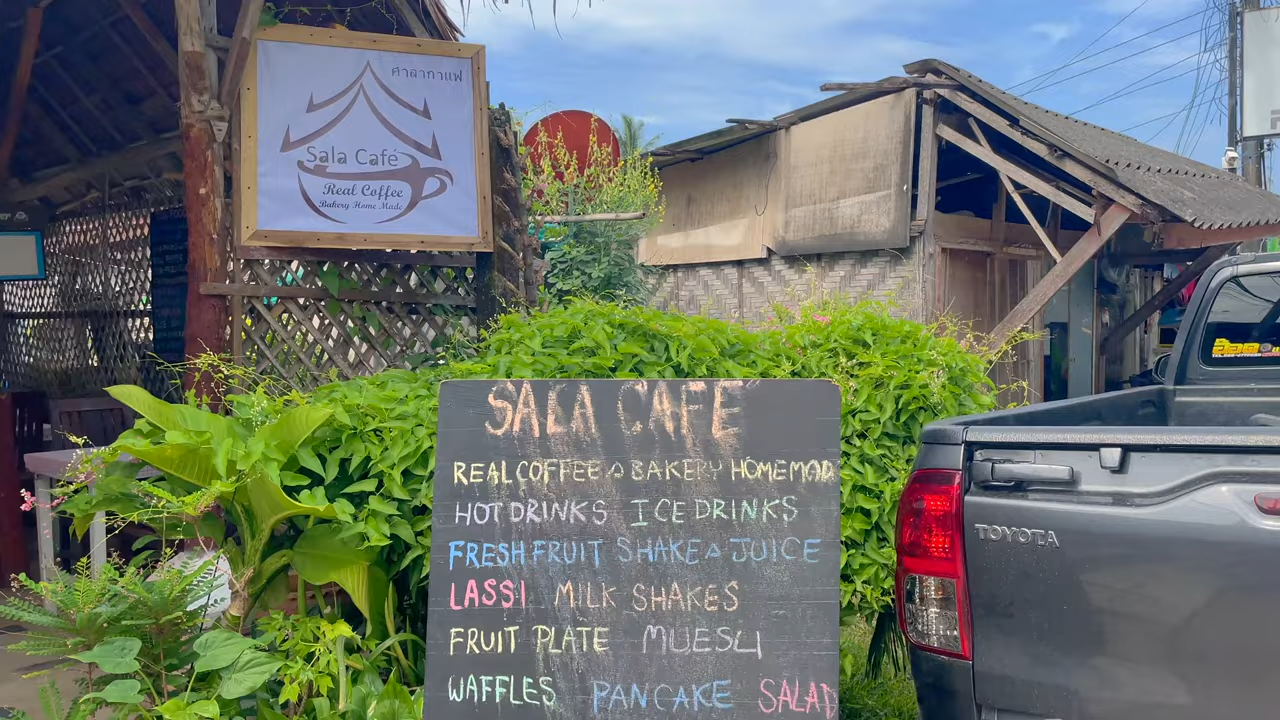 ศาลากาแฟ
Sala Café
Real Coffee
Bakery Home Made
SALA CAFE
REAL COFFEE & BAKERY HOMEMAD
HOT DRINKS ICE DRINKS
FRESH FRUIT SHAKE & JUICE
LASSI MILK SHAKES
FRUIT PLATE MUESLI
WAFFLES PANCAKE SALAD
TOYOTA